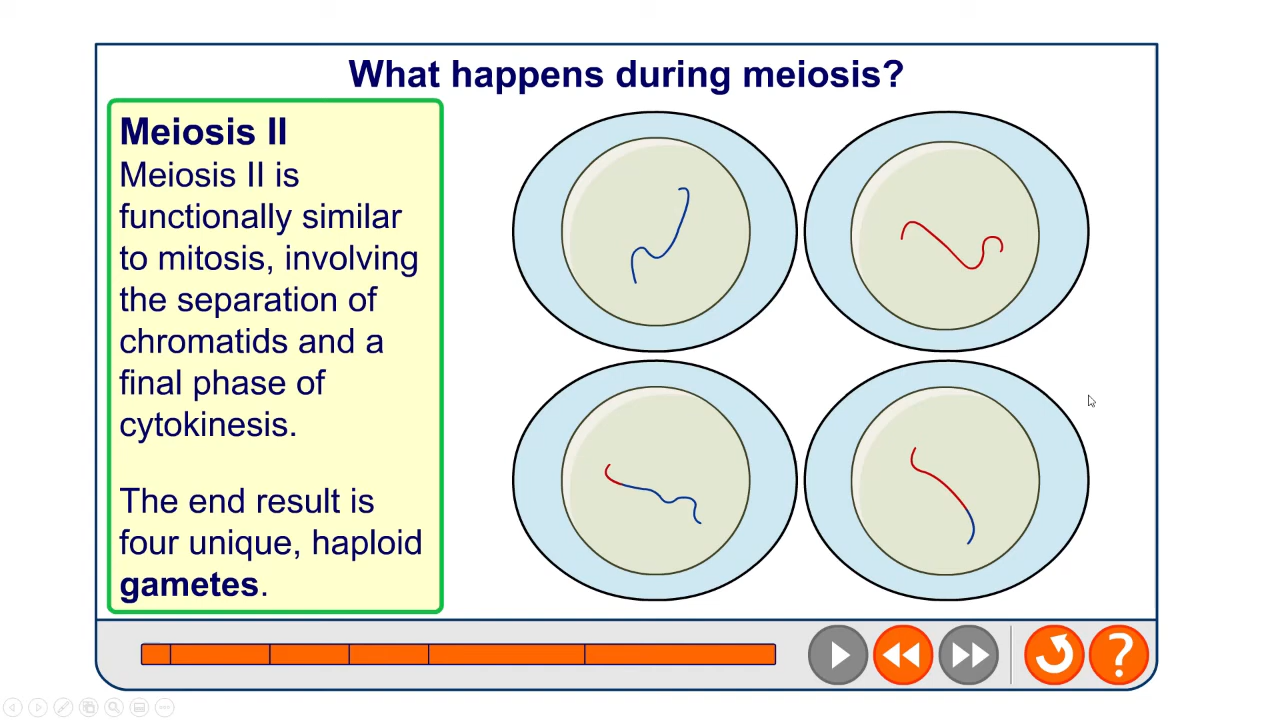 What happens during meiosis?
Meiosis II
Meiosis II is
functionally similar
to mitosis, involving
the separation of
chromatids and a
final phase of
cytokinesis.
The end result is
four unique, haploid
gametes.
?